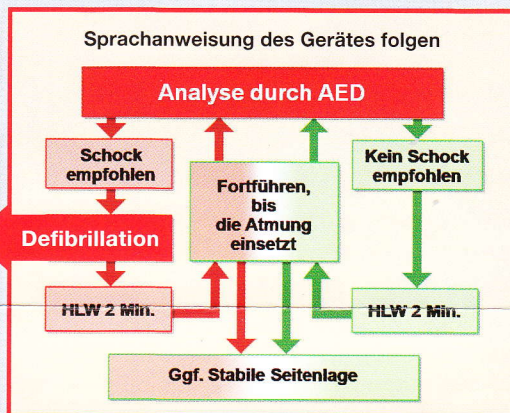 Sprachanweisung des Gerätes folgen
Analyse durch AED
Schock
empfohlen
Kein Schock
empfohlen
Fortführen,
bis
die Atmung
einsetzt
Defibrillation
HLW 2 Min.
HLW 2 Min.
Ggf. Stabile Seitenlage